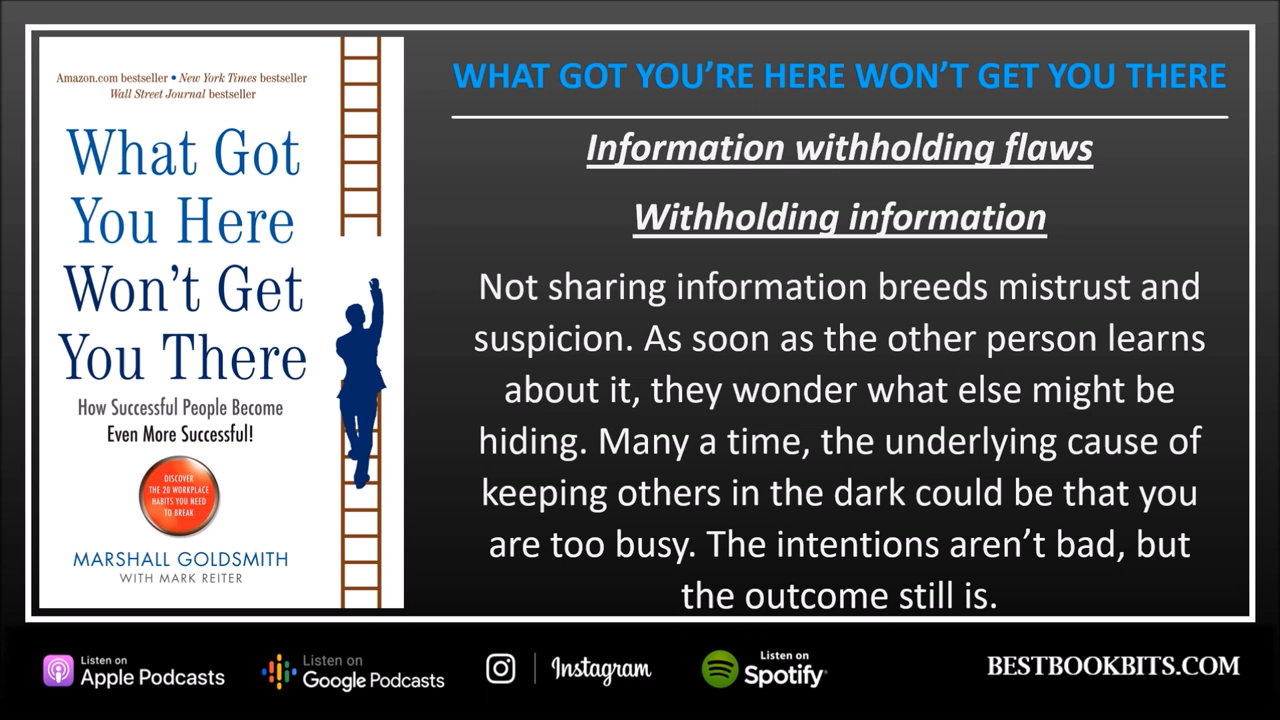 Amazon.com bestseller • New York Times bestseller
Wall Street Journal bestseller
What Got
You Here
Won't Get
You There
How Successful People Become
Even More Successful!
DISCOVER
THE 20 WORKPLACE
HABITS YOU NEED
TO BREAK
MARSHALL GOLDSMITH
WITH MARK REITER
WHAT GOT YOU'RE HERE WON'T GET YOU THERE
Information withholding flaws
Withholding information
Not sharing information breeds mistrust and
suspicion. As soon as the other person learns
about it, they wonder what else might be
hiding. Many a time, the underlying cause of
keeping others in the dark could be that you
are too busy. The intentions aren't bad, but
the outcome still is.
Listen on
Apple Podcasts
Listen on
Google Podcasts
Instagram
Listen on
Spotify
BESTBOOKBITS.COM